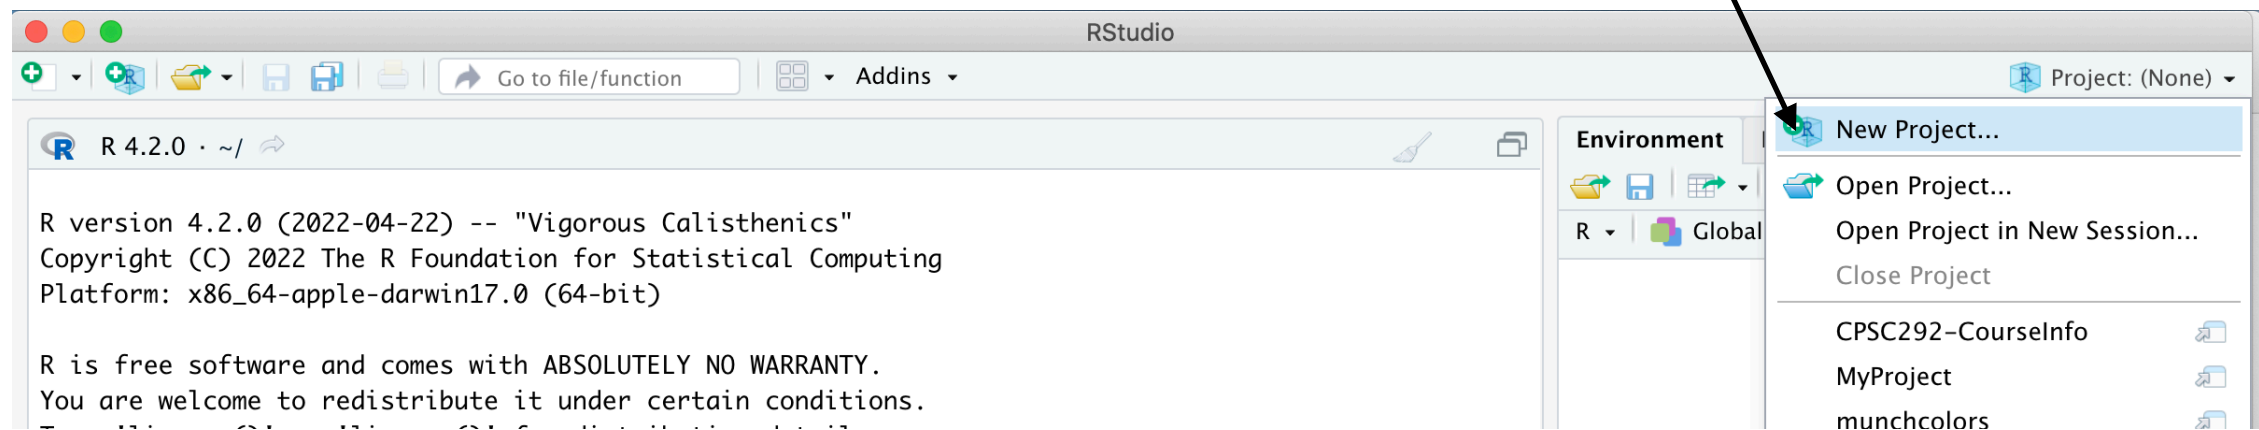 RStudio
Go to file/function
Addins
Project: (None)
R 4.2.0 · ~/
R version 4.2.0 (2022-04-22) -- "Vigorous Calisthenics"
Copyright (C) 2022 The R Foundation for Statistical Computing
Platform: x86_64-apple-darwin17.0 (64-bit)
R is free software and comes with ABSOLUTELY NO WARRANTY.
You are welcome to redistribute it under certain conditions.
Environment
R
Global
New Project...
Open Project...
Open Project in New Session...
Close Project
CPSC292-CourseInfo
MyProject
munchcolors